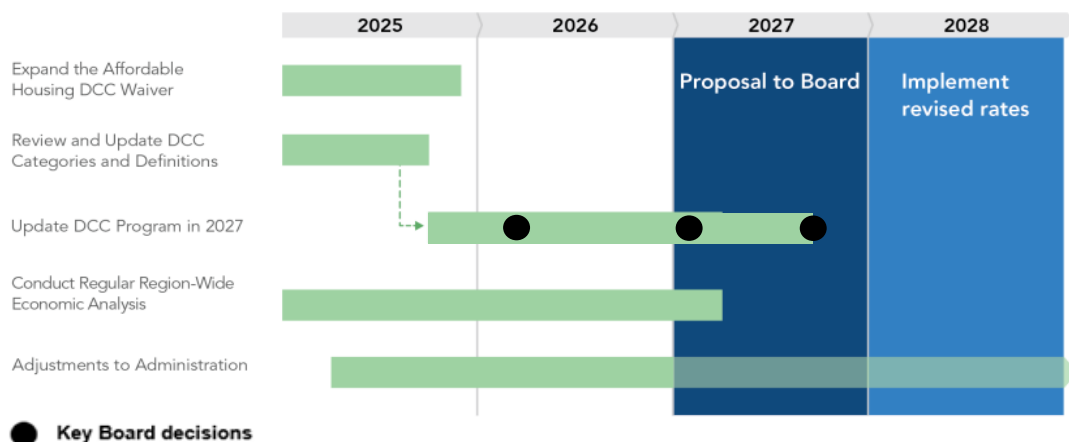 2025 2026 2027 2028
Expand the Affordable
Housing DCC Waiver
Proposal to Board
Implement
revised rates
Review and Update DCC
Categories and Definitions
Update DCC Program in 2027
Conduct Regular Region-Wide
Economic Analysis
Adjustments to Administration
Key Board decisions